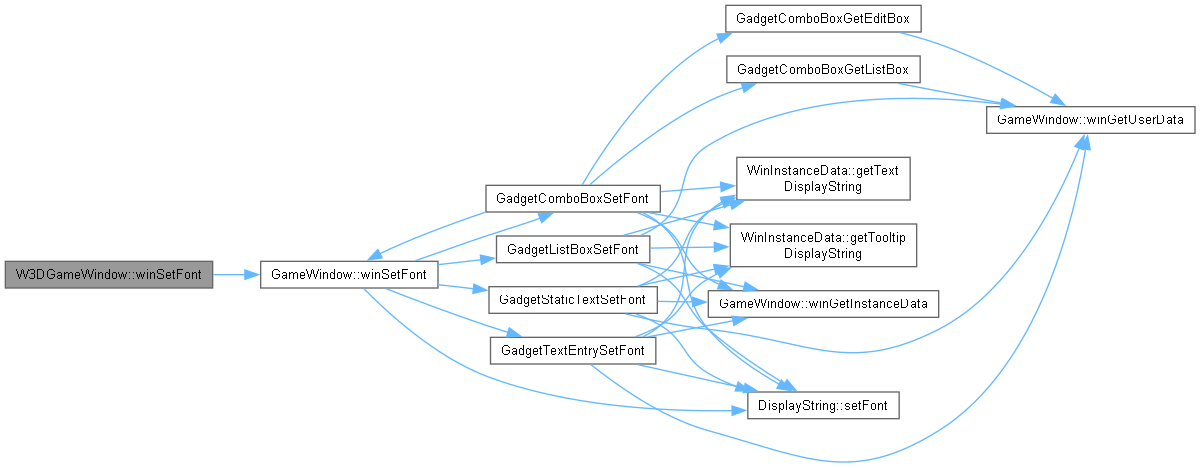 GadgetComboBoxGetEditBox
GadgetComboBoxGetListBox
GameWindow::winGetUserData
WinInstanceData::getText
DisplayString
GadgetComboBoxSetFont
WinInstanceData::getTooltip
DisplayString
GadgetListBoxSetFont
W3DGameWindow::winSetFont
GameWindow::winSetFont
GadgetStaticTextSetFont
GameWindow::winGetInstanceData
GadgetTextEntrySetFont
DisplayString::setFont